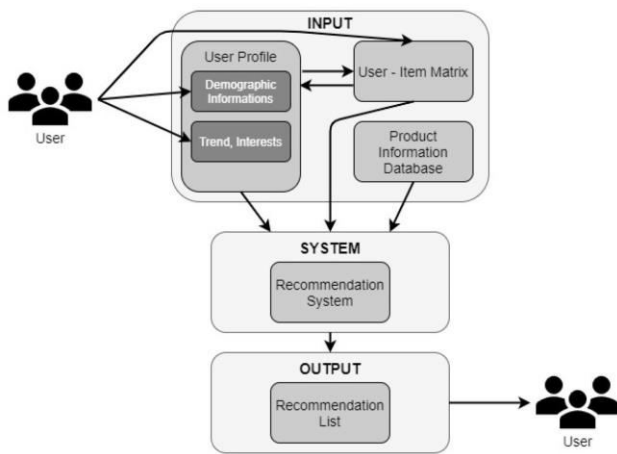 INPUT
User Profile
Demographic
Informations
Trend, Interests
User - Item Matrix
Product
Information
Database
User
SYSTEM
Recommendation
System
OUTPUT
Recommendation
List
User